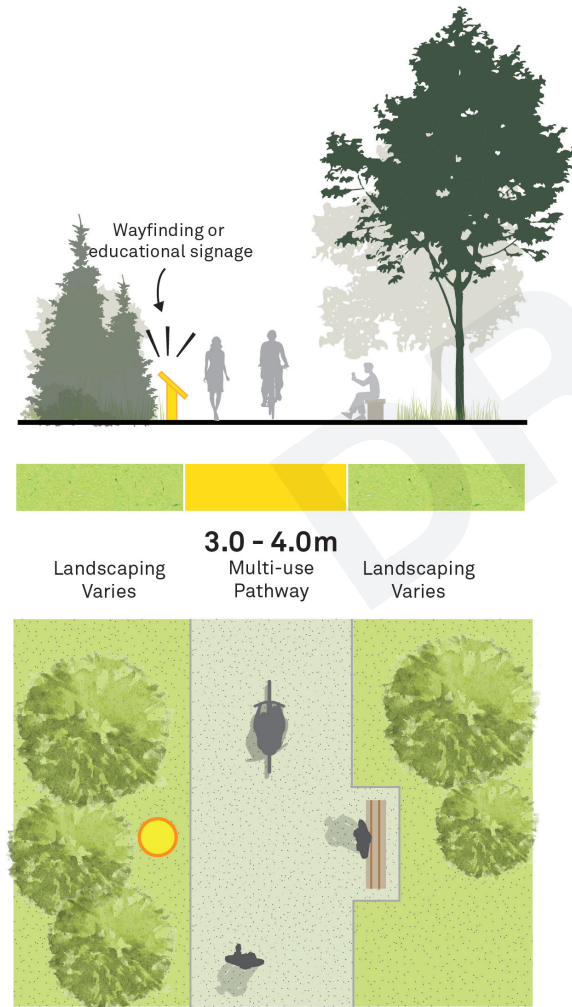 Wayfinding or
educational signage
3.0 - 4.0m
Landscaping
Varies
Multi-use
Pathway
Landscaping
Varies